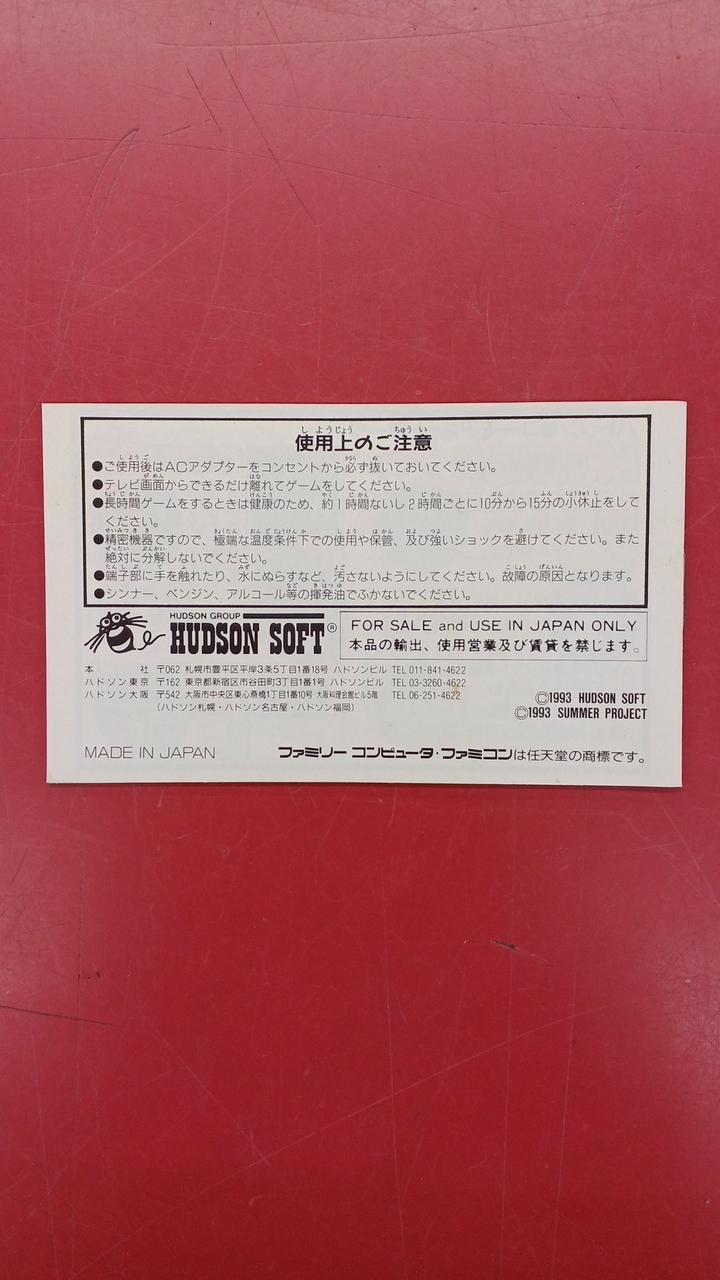 使用上のご注意
●ご使用後はACアダプターをコンセントから必ず抜いておいてください。
●テレビ画面からできるだけ離れてゲームをしてください。
●長時間ゲームをするときは健康のため、約1時間ないし2時間ごとに10分から15分の小休止をして
ください。
●精密機器ですので、極端な温度条件下での使用や保管、及び強いショックを避けてください。また
絶対に分解しないでください。
●端子部に手を触れたり、水にぬらすなど、汚さないようにしてください。故障の原因となります。
●シンナー、ベンジン、アルコール等の揮発油でふかないでください。
HUDSON GROUP
HUDSON SOFT®
FOR SALE and USE IN JAPAN ONLY
本品の輸出、使用営業及び賃貸を禁じます。
本 社 〒062 札幌市豊平区平岸3条5丁目1番18号 ハドソンビル TEL 011-841-4622
ハドソン東京 〒162 東京都新宿区市谷田町3丁目1番1号 ハドソンビル TEL 03-3260-4622
ハドソン大阪 〒542 大阪市中央区東心斎橋1丁目1番10号 大阪料理会館ビル5階 TEL 06-251-4622
(ハドソン札幌・ハドソン名古屋・ハドソン福岡)
©1993 HUDSON SOFT
©1993 SUMMER PROJECT
MADE IN JAPAN
ファミリー コンピュータ・ファミコンは任天堂の商標です。